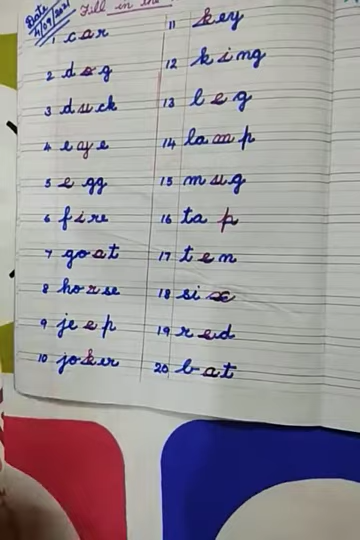 Date
4/09/2021
Fill in the
1 car
2 dog
3 duck
4 eye
5 egg
6 fire
7 goat
8 horse
9 jeep
10 joker
11 key
12 king
13 leg
14 lamp
15 mug
16 tap
17 ten
18 six
19 red
20 bat